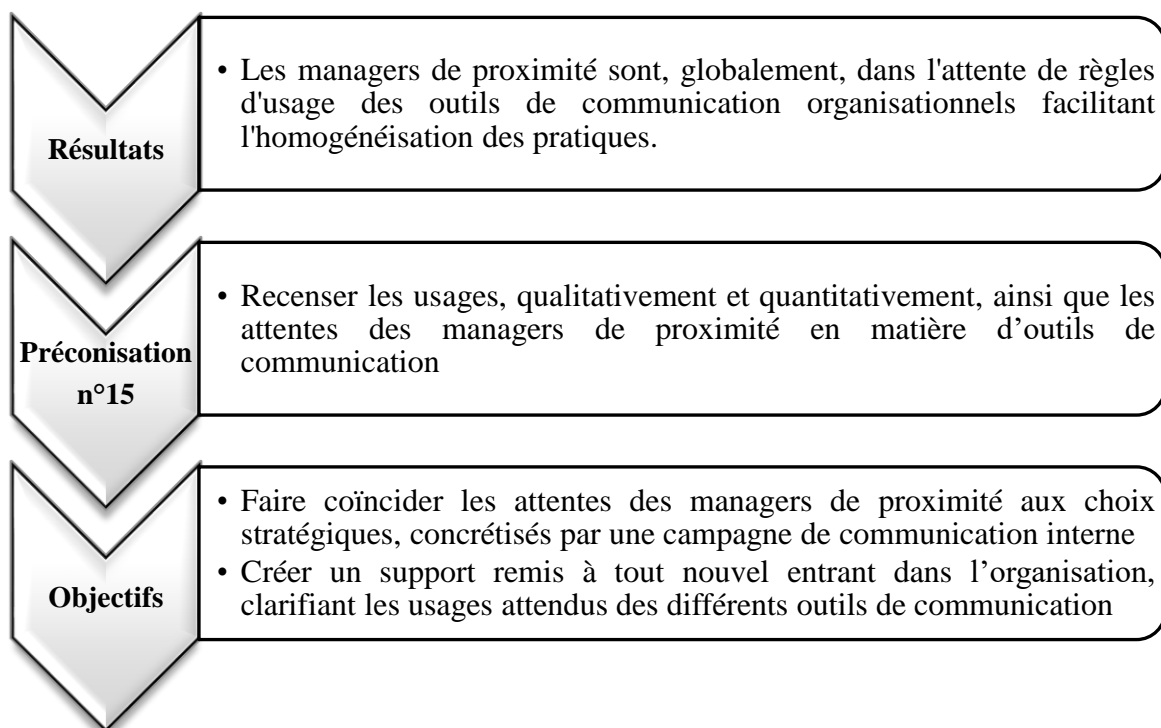 Résultats
• Les managers de proximité sont, globalement, dans l'attente de règles
d'usage des outils de communication organisationnels facilitant
l'homogénéisation des pratiques.
Préconisation
n°15
• Recenser les usages, qualitativement et quantitativement, ainsi que les
attentes des managers de proximité en matière d’outils de
communication
Objectifs
• Faire coïncider les attentes des managers de proximité aux choix
stratégiques, concrétisés par une campagne de communication interne
• Créer un support remis à tout nouvel entrant dans l’organisation,
clarifiant les usages attendus des différents outils de communication